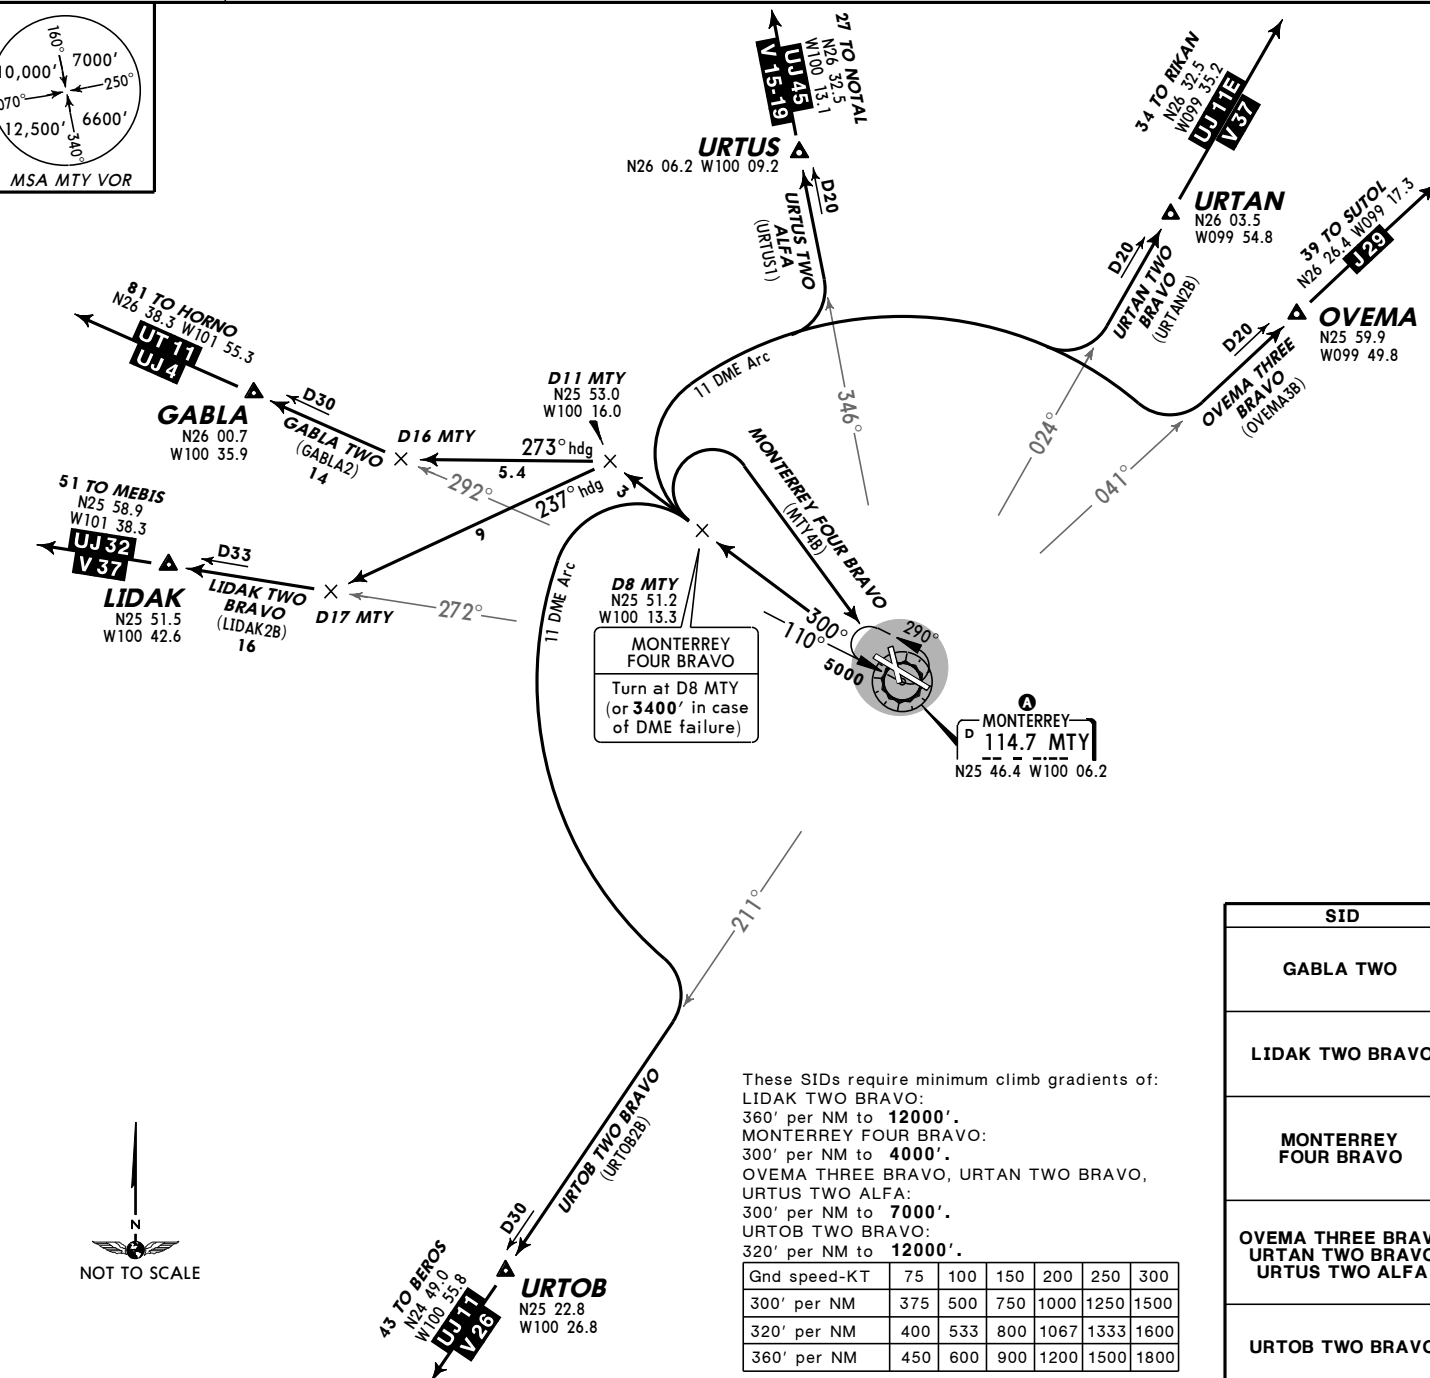 160°
7000'
10,000'
250°
070°
6600'
12,500'
340°
MSA MTY VOR
27 TO NOTAL
N26 32.5
W100 13.1
UJ 45
V 15-19
URTUS
N26 06.2 W100 09.2
D20
URTUS TWO
ALFA
(URTUS1)
34 TO RIKAN
N26 32.5
W099 35.2
UJ 11E
V 37
URTAN
N26 03.5
W099 54.8
D20
URTAN TWO
BRAVO
(URTAN2B)
39 TO SUTOL
N26 26.4 W099 17.3
J 29
OVEMA
N25 59.9
W099 49.8
D20
OVEMA THREE
BRAVO
(OVEMA3B)
81 TO HORNO
N26 38.3 W101 55.3
UT 11
UJ 4
GABLA
N26 00.7
W100 35.9
D30
GABLA TWO
(GABLA2)
14
D16 MTY
D11 MTY
N25 53.0
W100 16.0
273° hdg
5.4
292°
237° hdg
9
3
11 DME Arc
346°
024°
041°
51 TO MEBIS
N25 58.9
W101 38.3
UJ 32
V 37
LIDAK
N25 51.5
W100 42.6
D33
LIDAK TWO
BRAVO
(LIDAK2B)
16
D17 MTY
272°
11 DME Arc
MONTERREY FOUR BRAVO
(MTY4B)
D8 MTY
N25 51.2
W100 13.3
MONTERREY
FOUR BRAVO
Turn at D8 MTY
(or 3400' in case
of DME failure)
300°
110°
5000
290°
A
MONTERREY
D 114.7 MTY
N25 46.4 W100 06.2
211°
URTOB TWO BRAVO
(URTOB2B)
D30
URTOB
N25 22.8
W100 26.8
43 TO BEROS
N24 49.0
W100 55.8
UJ 11
V 26
N
NOT TO SCALE
These SIDs require minimum climb gradients of:
LIDAK TWO BRAVO:
360' per NM to 12000'.
MONTERREY FOUR BRAVO:
300' per NM to 4000'.
OVEMA THREE BRAVO, URTAN TWO BRAVO,
URTUS TWO ALFA:
300' per NM to 7000'.
URTOB TWO BRAVO:
320' per NM to 12000'.
Gnd speed-KT 75 100 150 200 250 300
300' per NM 375 500 750 1000 1250 1500
320' per NM 400 533 800 1067 1333 1600
360' per NM 450 600 900 1200 1500 1800
SID
GABLA TWO
LIDAK TWO BRAVO
MONTERREY
FOUR BRAVO
OVEMA THREE BRAVO
URTAN TWO BRAVO
URTUS TWO ALFA
URTOB TWO BRAVO